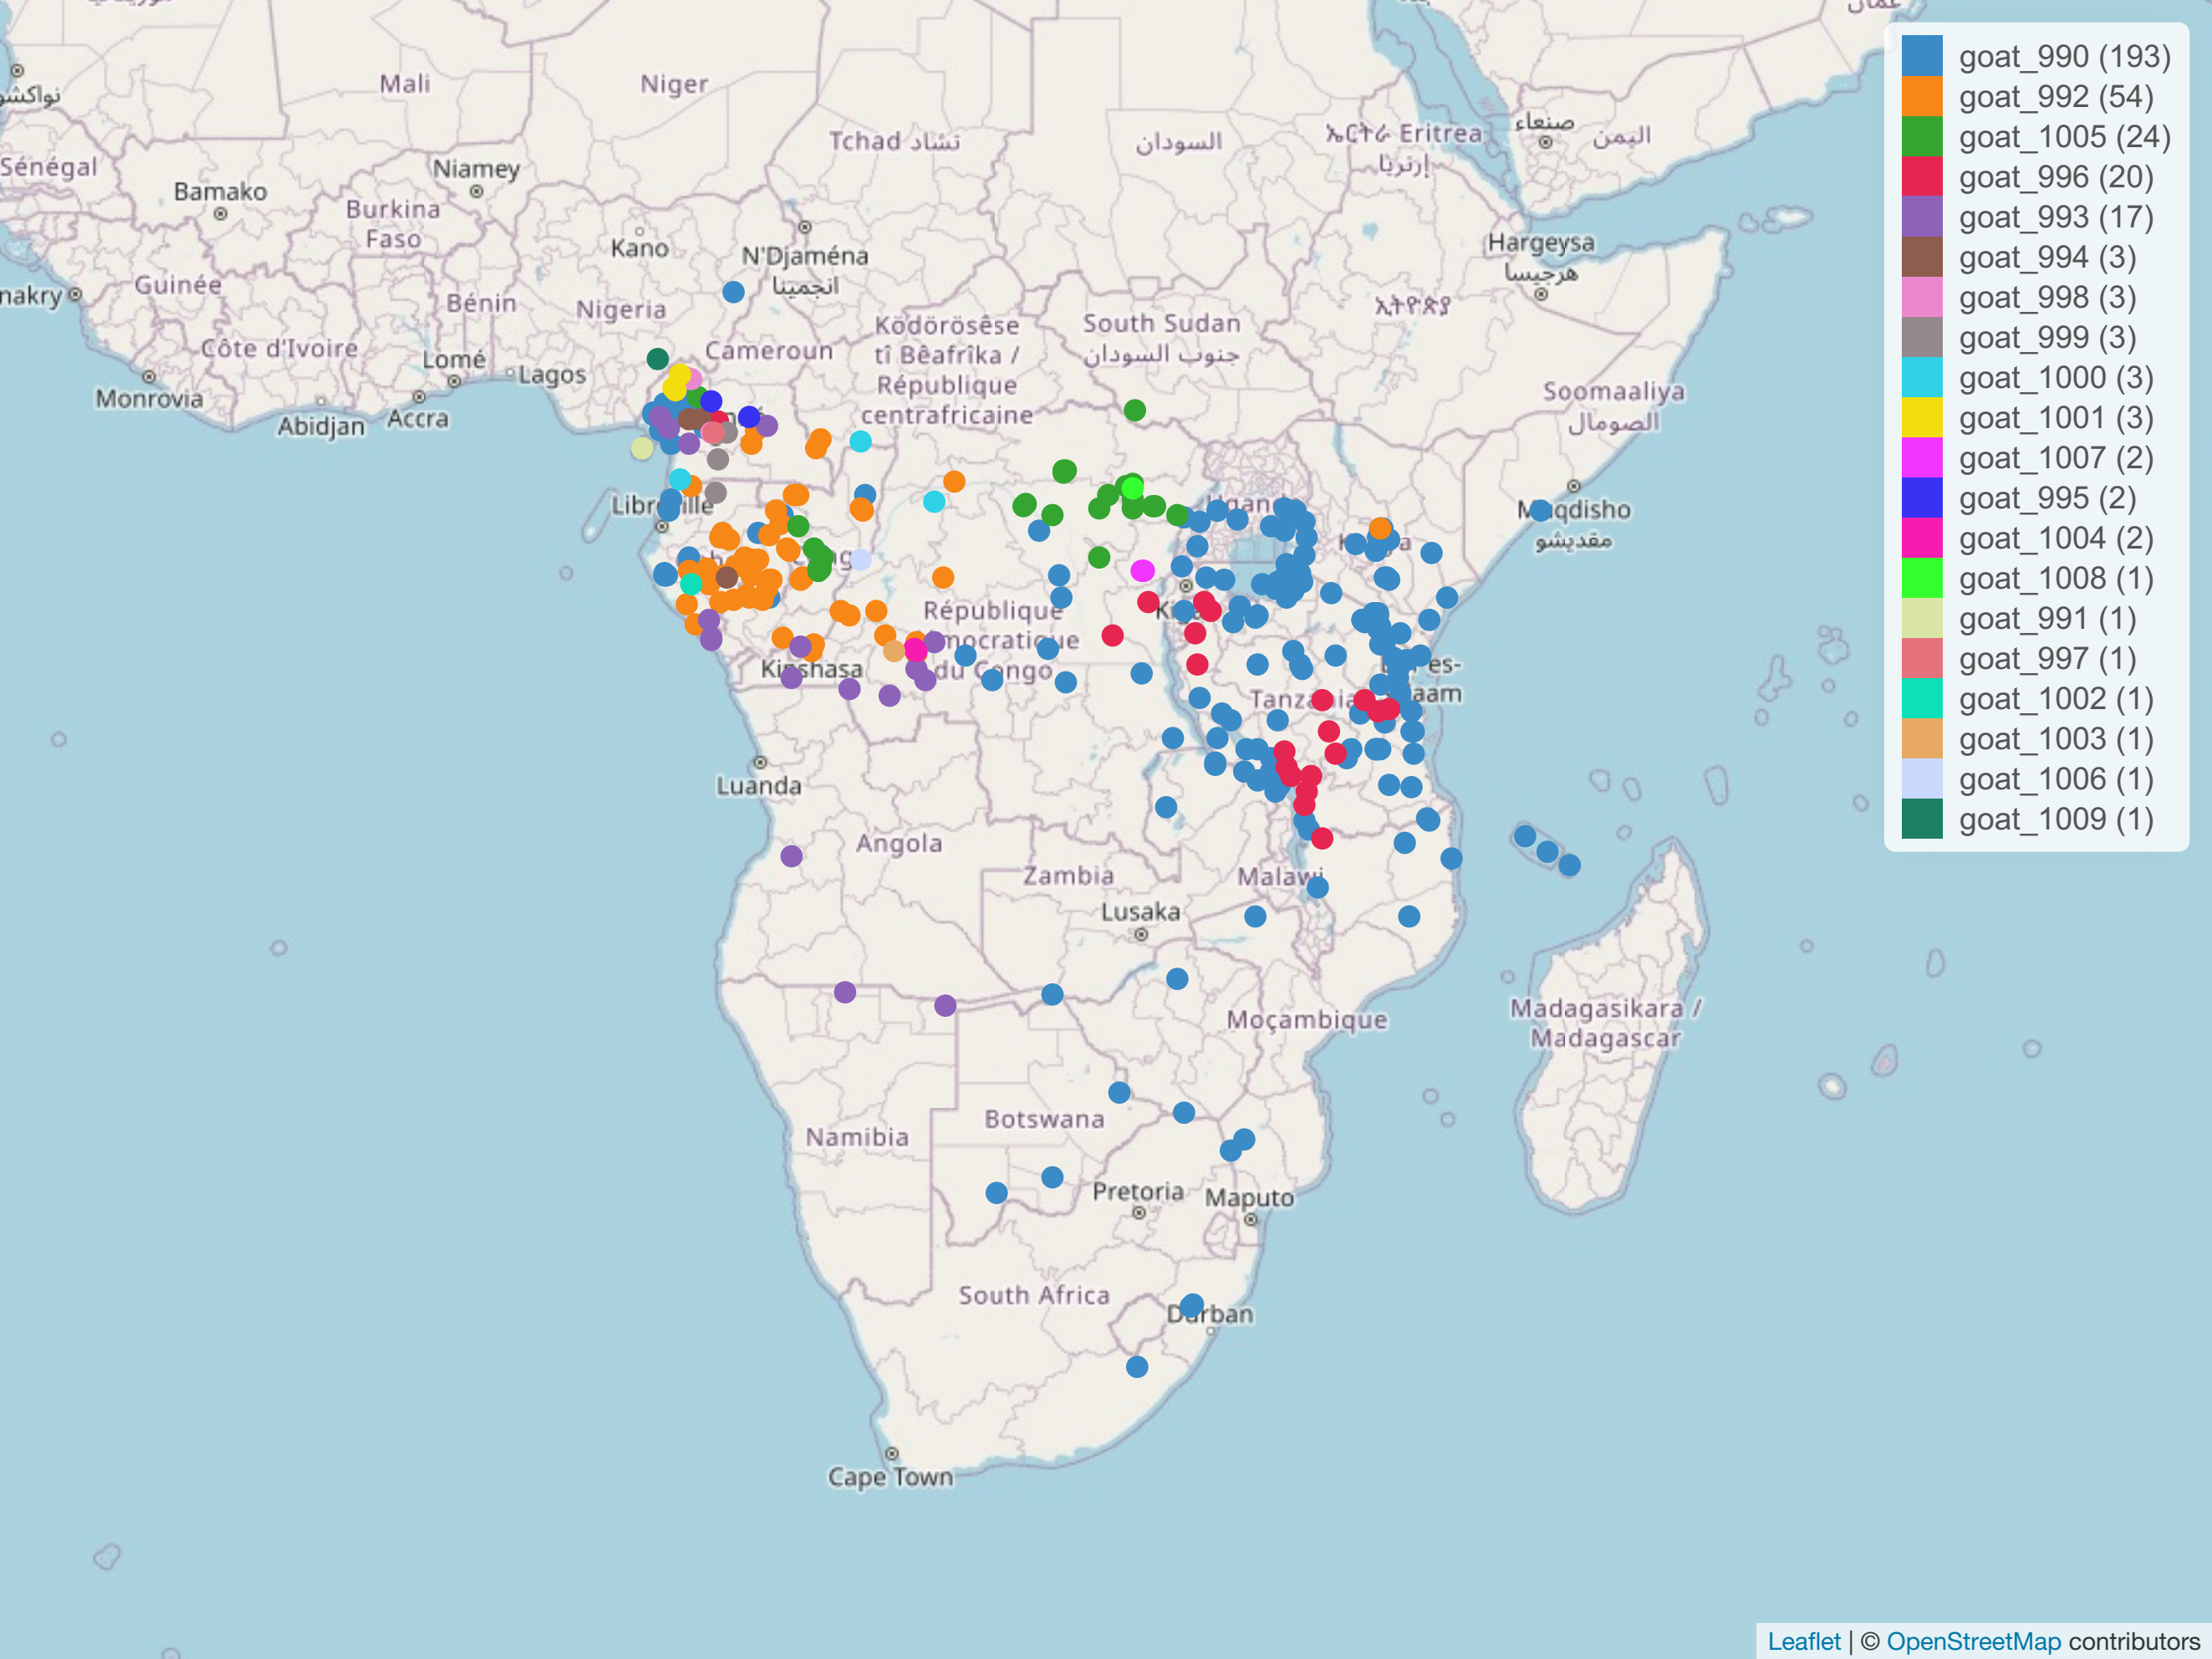 Mali
Niger
Tchad تشاد
السودان
ኤርትራ Eritrea
إرتريا
صنعاء
اليمن
Sénégal
Bamako
Niamey
Burkina
Faso
Kano
N'Djaména
انجمينا
Hargeysa
هرجيسا
Guinée
Bénin
Nigeria
ኢትዮጵያ
Côte d'Ivoire
Lomé
Lagos
Cameroun
Ködörösêse
tî Bêafrîka /
République
centrafricaine
South Sudan
جنوب السودان
Monrovia
Abidjan
Accra
Soomaaliya
الصومال
مقديشو
République
du Congo
Kinshasa
Tanzania
Luanda
Angola
Zambia
Malawi
Lusaka
Moçambique
Madagasikara /
Madagascar
Namibia
Botswana
Pretoria
Maputo
South Africa
Durban
Cape Town
goat_990 (193)
goat_992 (54)
goat_1005 (24)
goat_996 (20)
goat_993 (17)
goat_994 (3)
goat_998 (3)
goat_999 (3)
goat_1000 (3)
goat_1001 (3)
goat_1007 (2)
goat_995 (2)
goat_1004 (2)
goat_1008 (1)
goat_991 (1)
goat_997 (1)
goat_1002 (1)
goat_1003 (1)
goat_1006 (1)
goat_1009 (1)
Leaflet | © OpenStreetMap contributors